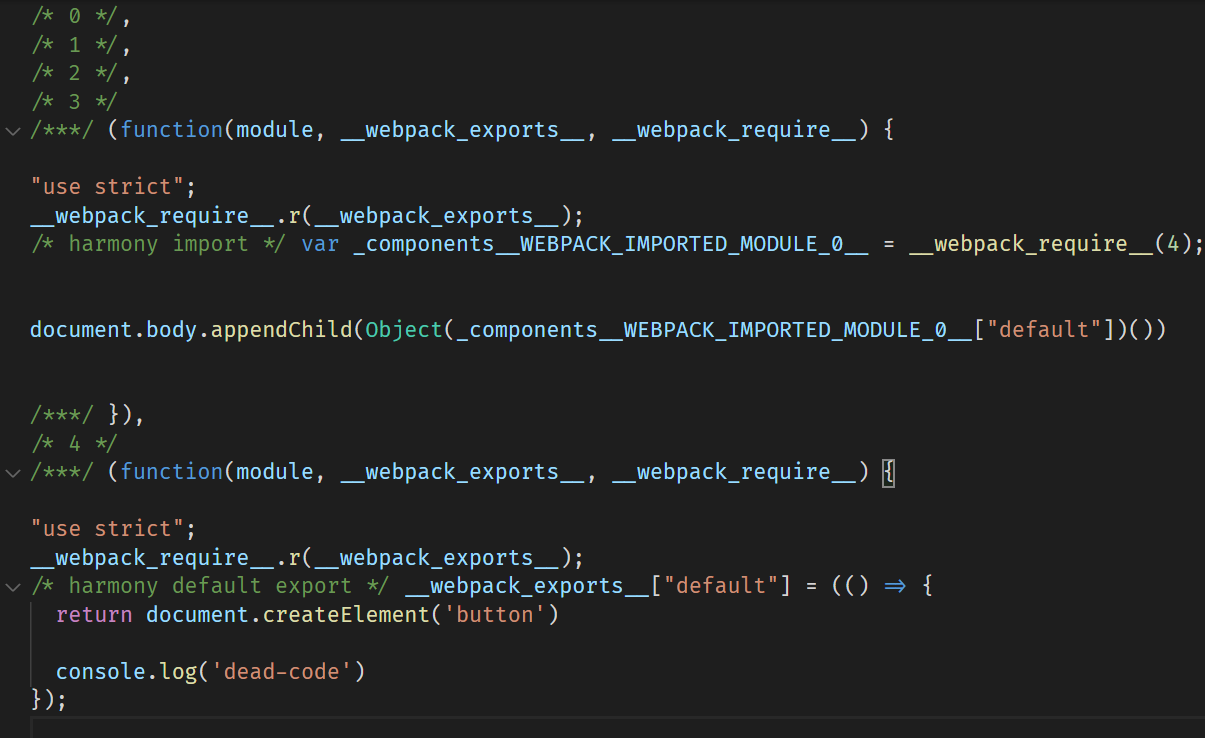 /* 0 */,
/* 1 */,
/* 2 */,
/* 3 */
/***/ (function(module, __webpack_exports__, __webpack_require__) {
"use strict";
__webpack_require__.r(__webpack_exports__);
/* harmony import */ var _components__WEBPACK_IMPORTED_MODULE_0__ = __webpack_require__(4);
document.body.appendChild(Object(_components__WEBPACK_IMPORTED_MODULE_0__["default"])())
/***/ }),
/* 4 */
/***/ (function(module, __webpack_exports__, __webpack_require__) {
"use strict";
__webpack_require__.r(__webpack_exports__);
/* harmony default export */ __webpack_exports__["default"] = (() => {
  return document.createElement('button')
  console.log('dead-code')
});